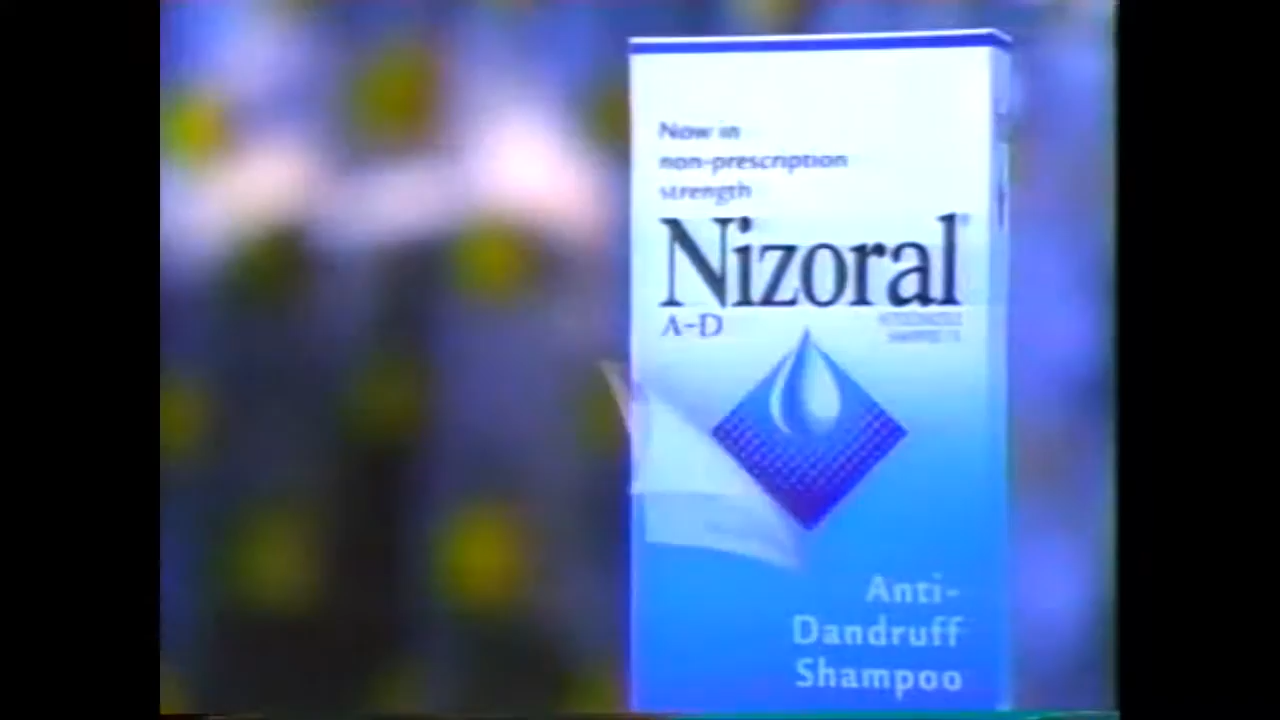 Now in
non-prescription
strength
Nizoral®
A-D
Anti-
Dandruff
Shampoo